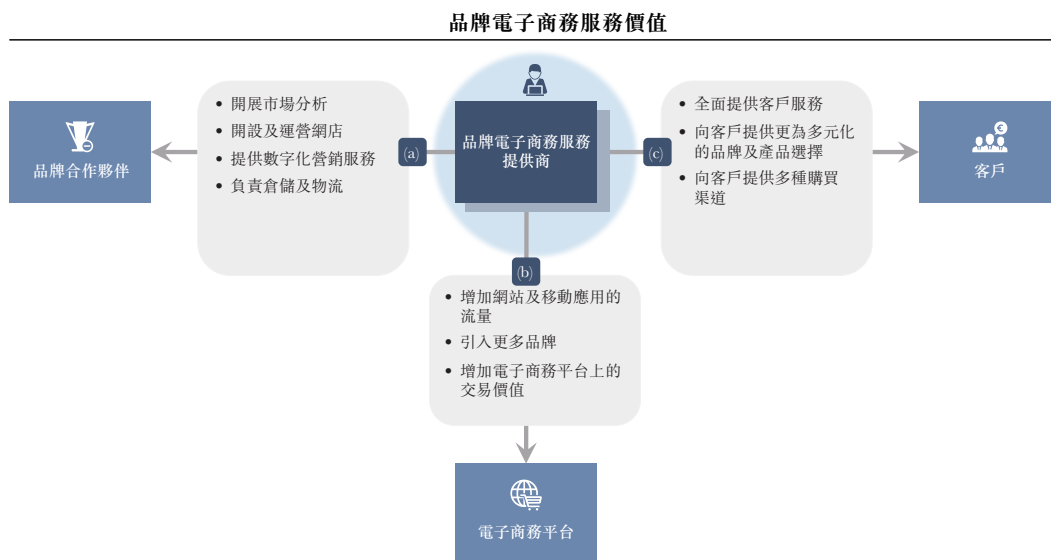 品牌電子商務服務價值
品牌合作夥伴
• 開展市場分析
• 開設及運營網店
• 提供數字化營銷服務
• 負責倉儲及物流
(a)
品牌電子商務服務
提供商
(c)
• 全面提供客戶服務
• 向客戶提供更為多元化
的品牌及產品選擇
• 向客戶提供多種購買
渠道
€
客戶
(b)
• 增加網站及移動應用的
流量
• 引入更多品牌
• 增加電子商務平台上的
交易價值
電子商務平台